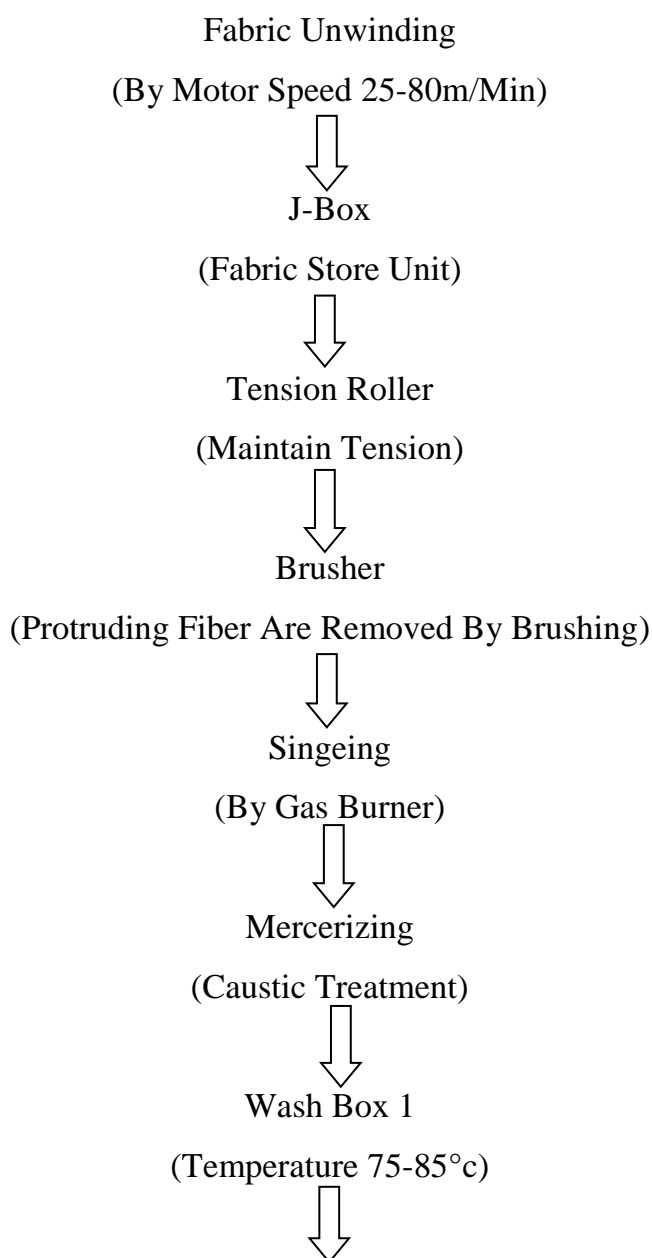 Fabric Unwinding
(By Motor Speed 25-80m/Min)
J-Box
(Fabric Store Unit)
Tension Roller
(Maintain Tension)
Brusher
(Protruding Fiber Are Removed By Brushing)
Singeing
(By Gas Burner)
Mercerizing
(Caustic Treatment)
Wash Box 1
(Temperature 75-85°c)